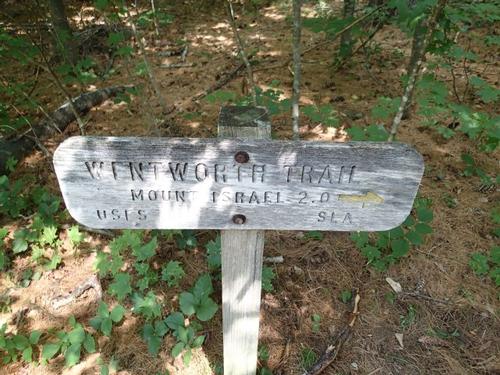 WENTWORTH TRAIL
MOUNT ISRAEL 2.0
USFS SLA